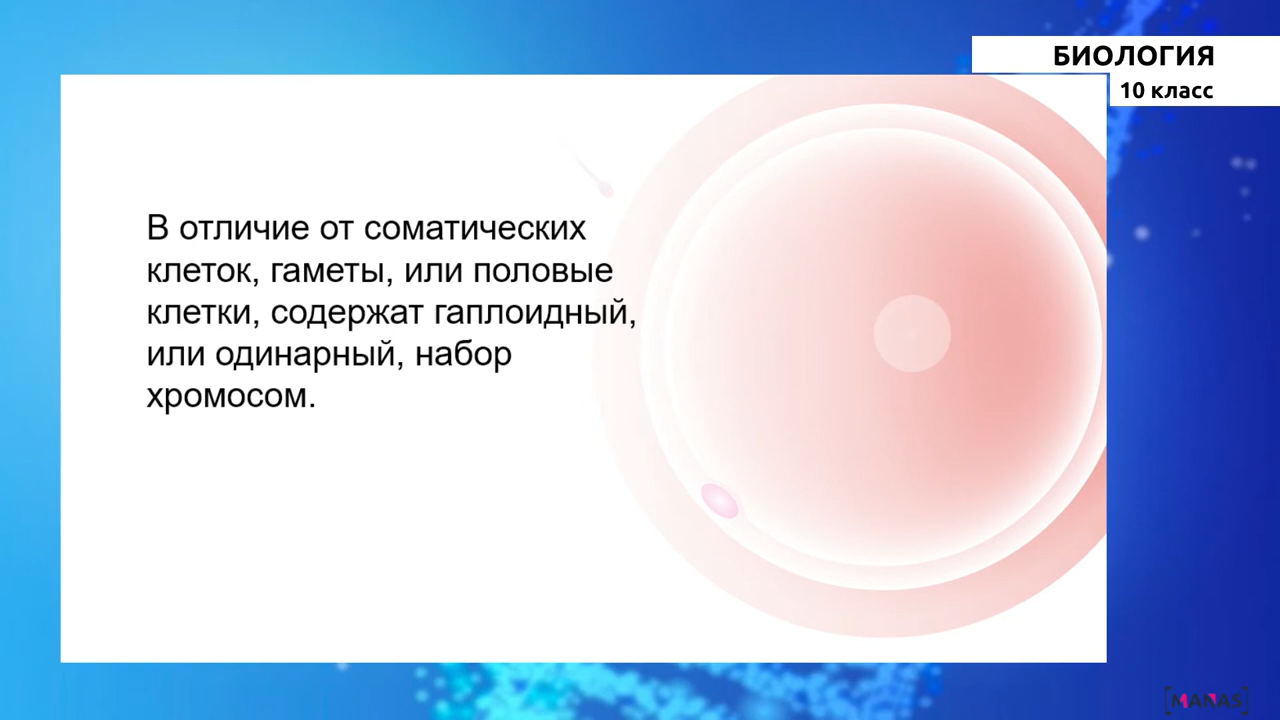 БИОЛОГИЯ
10 класс
В отличие от соматических
клеток, гаметы, или половые
клетки, содержат гаплоидный,
или одинарный, набор
хромосом.
MANAS